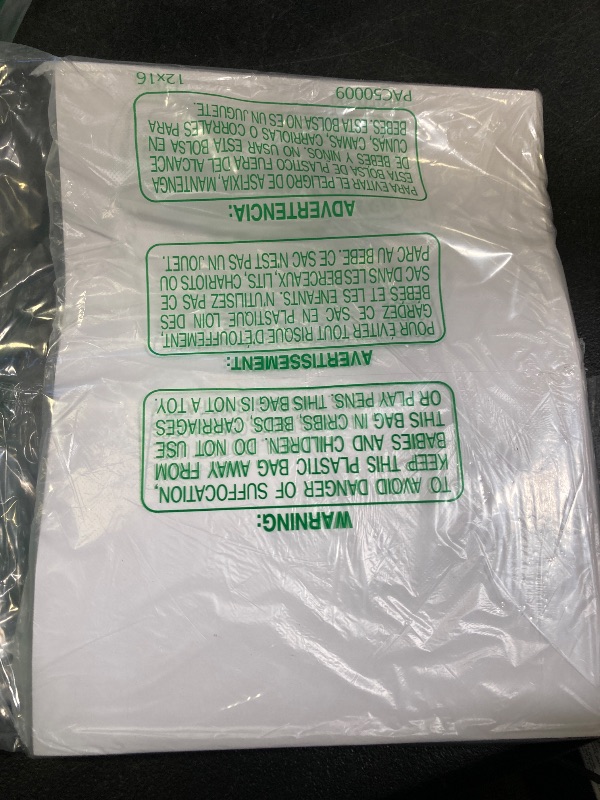 WARNING:
TO AVOID DANGER OF SUFFOCATION,
KEEP THIS PLASTIC BAG AWAY FROM
BABIES AND CHILDREN. DO NOT USE
THIS BAG IN CRIBS, BEDS, CARRIAGES
OR PLAY PENS. THIS BAG IS NOT A TOY.
AVERTISSEMENT:
POUR ÉVITER TOUT RISQUE D'ÉTOUFFEMENT,
GARDEZ CE SAC EN PLASTIQUE LOIN DES
BÉBÉS ET LES ENFANTS. N'UTILISEZ PAS CE
SAC DANS LES BERCEAUX, LITS, CHARIOTS OU
PARC AU BEBE. CE SAC N'EST PAS UN JOUET.
ADVERTENCIA:
PARA EVITAR EL PELIGRO DE ASFIXIA, MANTENGA
ESTA BOLSA DE PLASTICO FUERA DEL ALCANCE
DE BEBES Y NINOS. NO USAR ESTA BOLSA EN
CUNAS, CAMAS, CARRIOLAS O CORRALES PARA
BEBES. ESTA BOLSA NO ES UN JUGUETE.
PAC50009 12x16